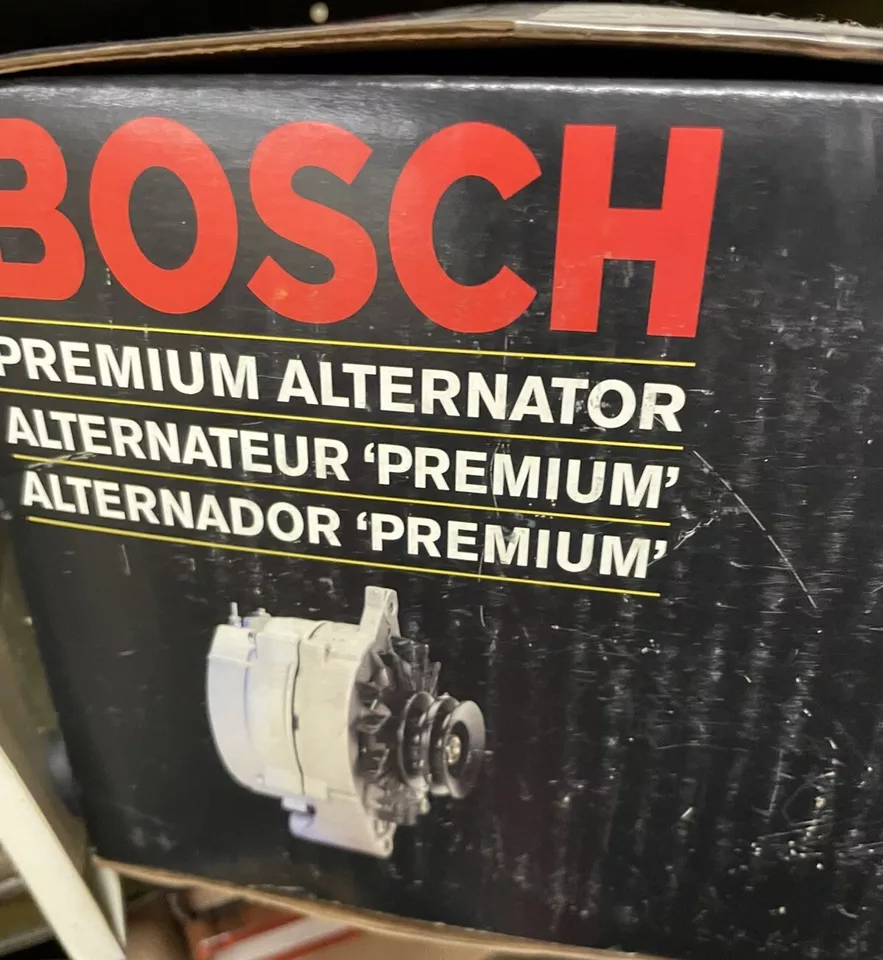 BOSCH
PREMIUM ALTERNATOR
ALTERNATEUR ‘PREMIUM’
ALTERNADOR ‘PREMIUM’